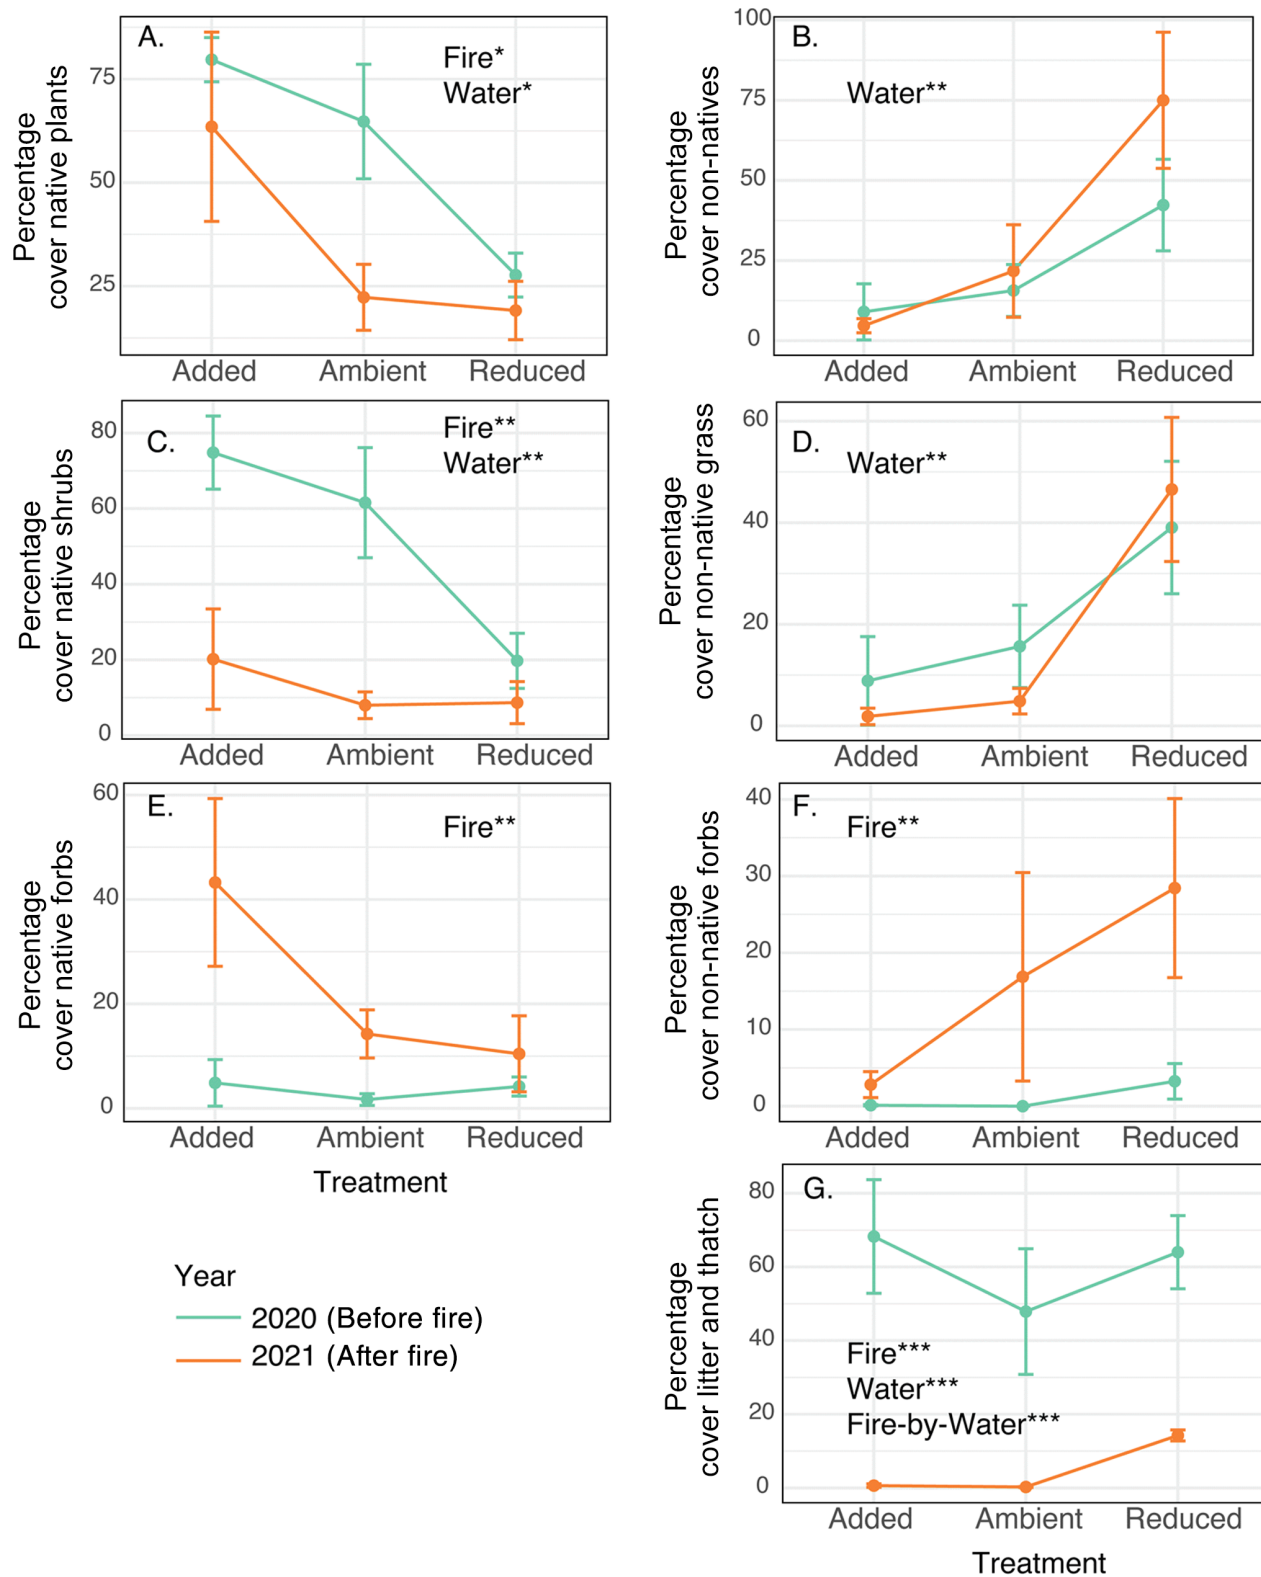 A.
Fire*
Water*
Percentage
cover native plants
75
50
25
Added Ambient Reduced
B.
Water**
Percentage
cover non-natives
100
75
50
25
0
Added Ambient Reduced
C.
Fire**
Water**
Percentage
cover native shrubs
80
60
40
20
0
Added Ambient Reduced
D.
Water**
Percentage
cover non-native grass
60
40
20
0
Added Ambient Reduced
E.
Fire**
Percentage
cover native forbs
60
40
20
0
Added Ambient Reduced
Treatment
F.
Fire**
Percentage
cover non-native forbs
40
30
20
10
0
Added Ambient Reduced
Year
2020 (Before fire)
2021 (After fire)
G.
Percentage
cover litter and thatch
80
60
40
20
0
Fire***
Water***
Fire-by-Water***
Added Ambient Reduced
Treatment